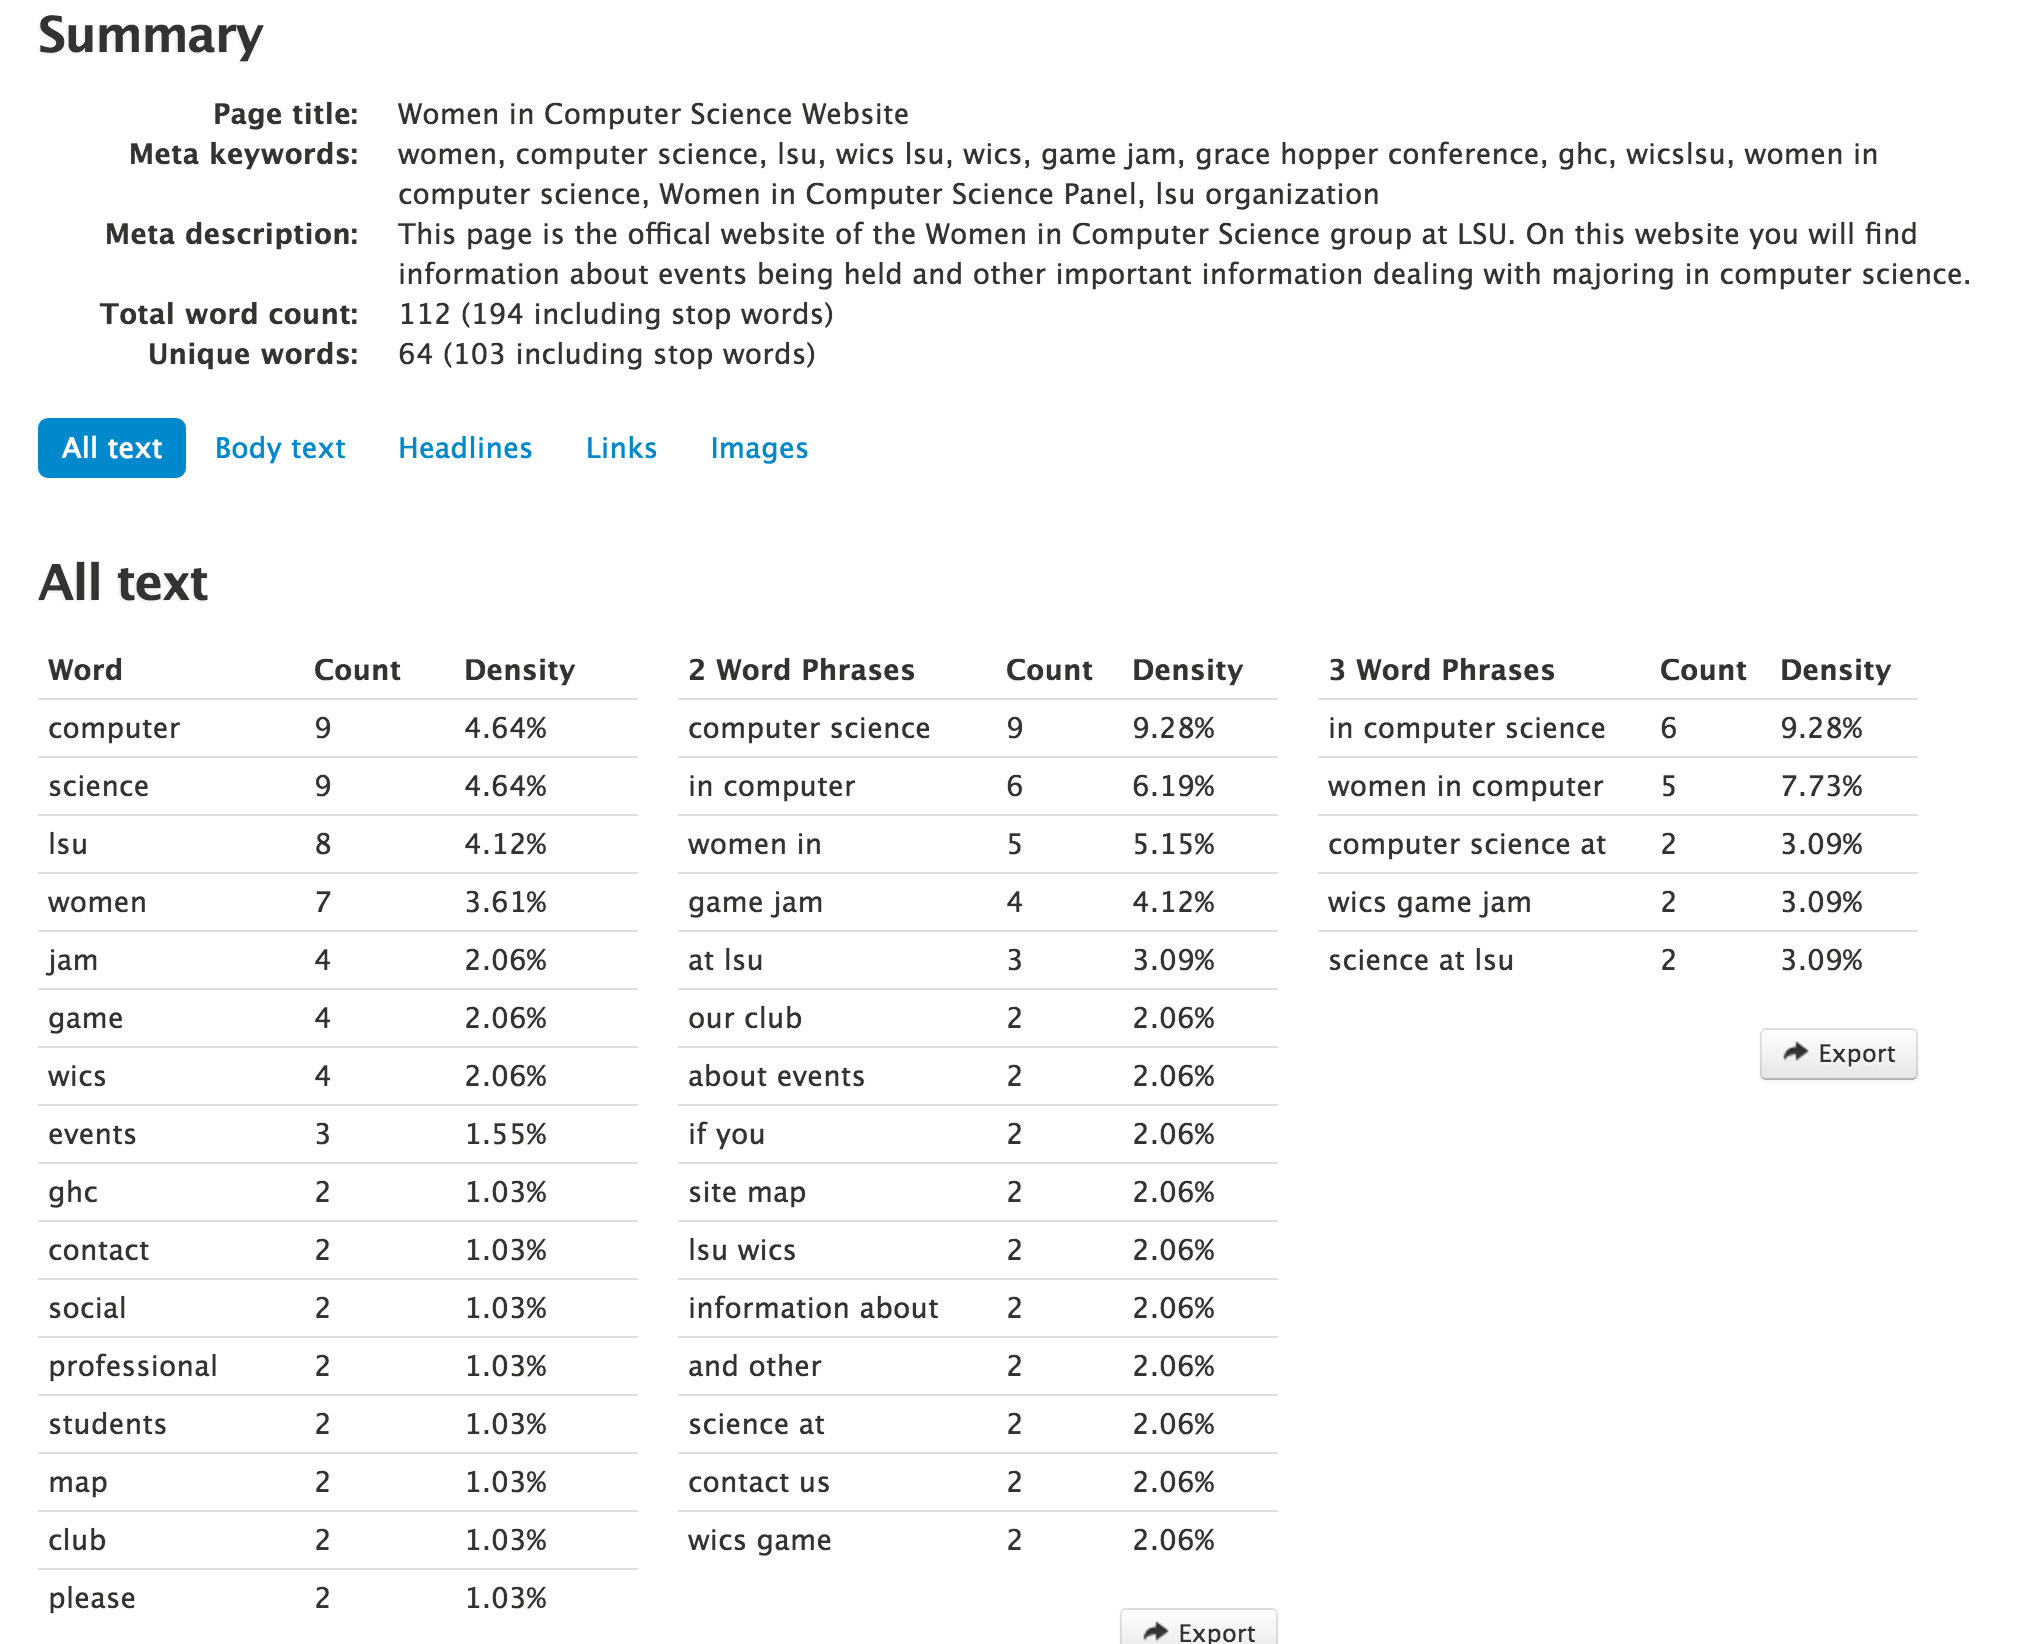 Summary
Page title: Women in Computer Science Website
Meta keywords: women, computer science, lsu, wics lsu, wics, game jam, grace hopper conference, ghc, wicslsu, women in
computer science, Women in Computer Science Panel, lsu organization
Meta description: This page is the offical website of the Women in Computer Science group at LSU. On this website you will find
information about events being held and other important information dealing with majoring in computer science.
Total word count: 112 (194 including stop words)
Unique words: 64 (103 including stop words)
All text Body text Headlines Links Images
All text
Word Count Density
computer 9 4.64%
science 9 4.64%
lsu 8 4.12%
women 7 3.61%
jam 4 2.06%
game 4 2.06%
wics 4 2.06%
events 3 1.55%
ghc 2 1.03%
contact 2 1.03%
social 2 1.03%
professional 2 1.03%
students 2 1.03%
map 2 1.03%
club 2 1.03%
please 2 1.03%
2 Word Phrases Count Density
computer science 9 9.28%
in computer 6 6.19%
women in 5 5.15%
game jam 4 4.12%
at lsu 3 3.09%
our club 2 2.06%
about events 2 2.06%
if you 2 2.06%
site map 2 2.06%
lsu wics 2 2.06%
information about 2 2.06%
and other 2 2.06%
science at 2 2.06%
contact us 2 2.06%
wics game 2 2.06%
Export
3 Word Phrases Count Density
in computer science 6 9.28%
women in computer 5 7.73%
computer science at 2 3.09%
wics game jam 2 3.09%
science at lsu 2 3.09%
Export